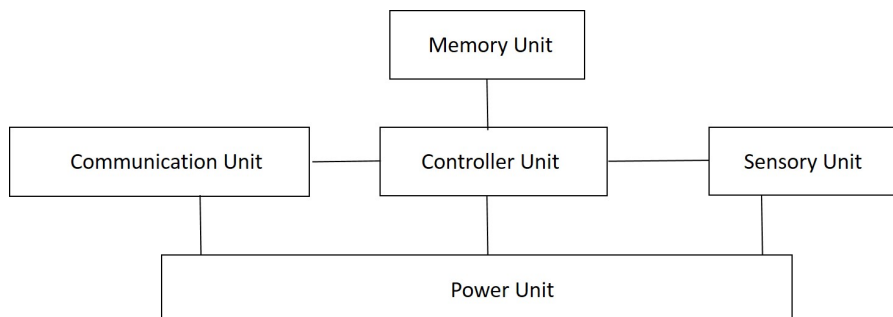 Memory Unit
Communication Unit
Controller Unit
Sensory Unit
Power Unit